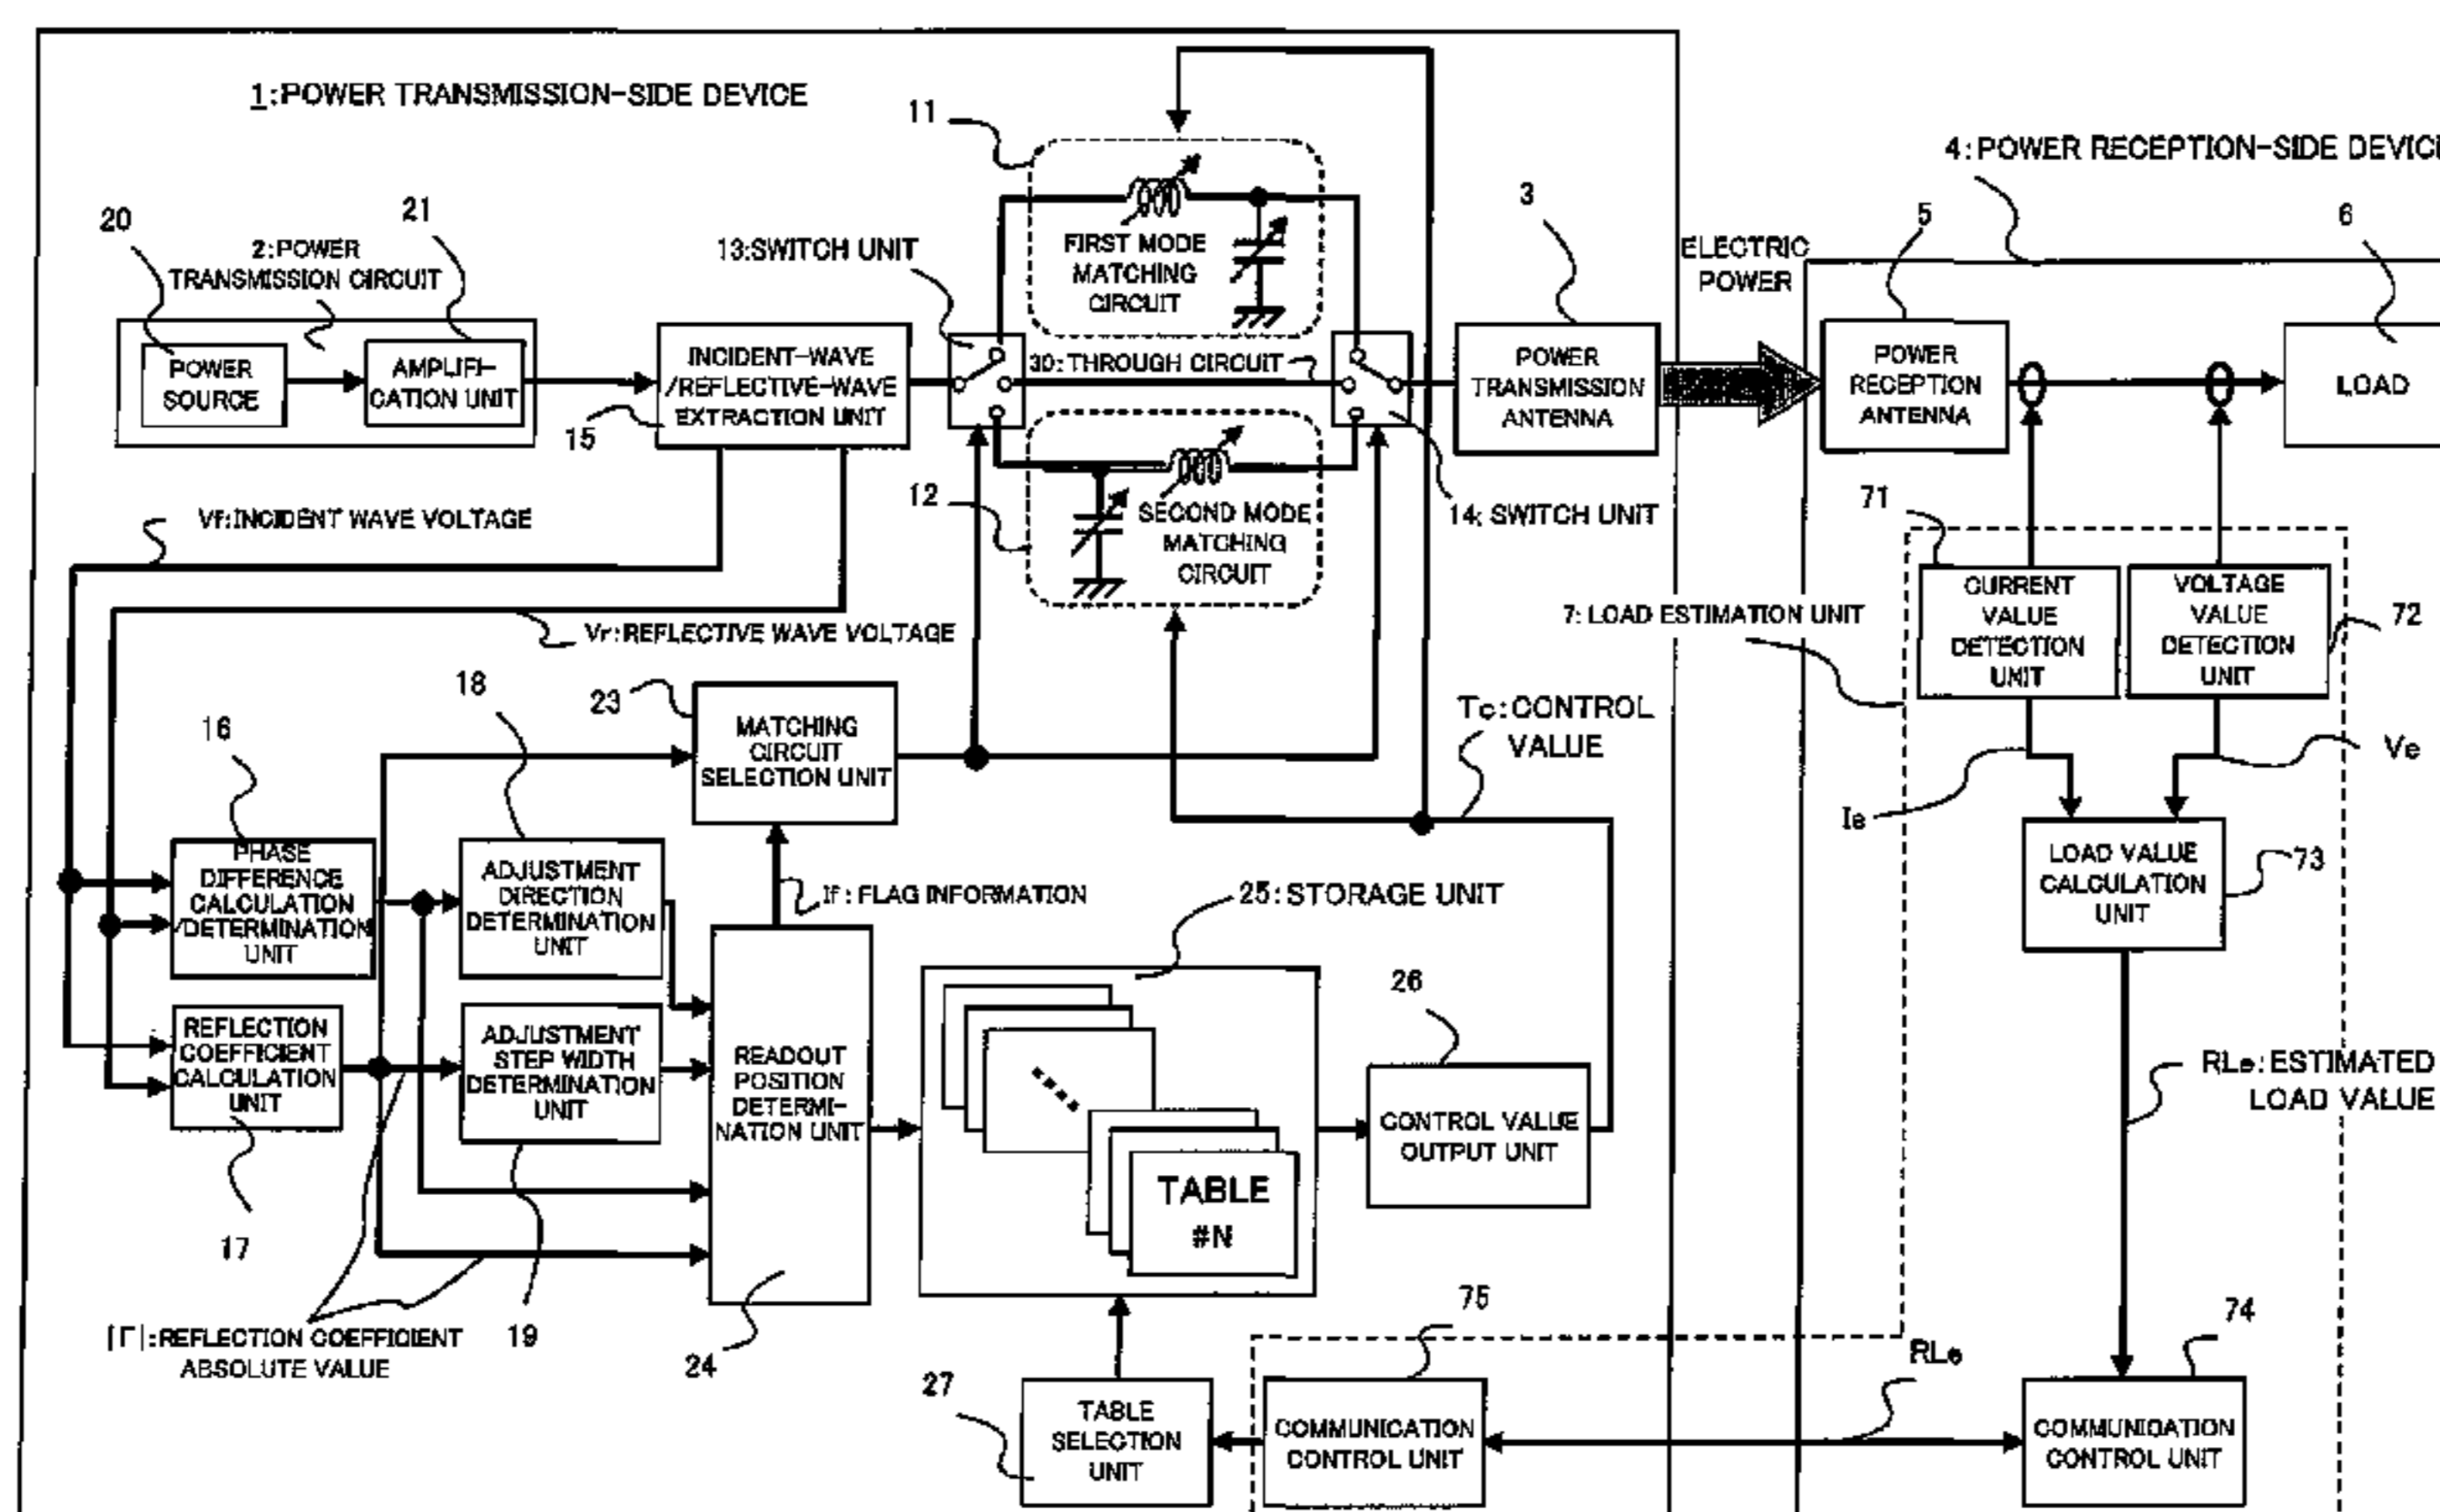 1:POWER TRANSMISSION-SIDE DEVICE
11
4:POWER RECEPTION-SIDE DEVICE
20
2:POWER
TRANSMISSION CIRCUIT
21
13:SWITCH UNIT
FIRST MODE
MATCHING
CIRCUIT
3
ELECTRIC
POWER
5
6
POWER
SOURCE
AMPLIFI-
CATION UNIT
15
INCIDENT-WAVE
/REFLECTIVE-WAVE
EXTRACTION UNIT
30:THROUGH CIRCUIT
POWER
TRANSMISSION
ANTENNA
POWER
RECEPTION
ANTENNA
LOAD
12
SECOND MODE
MATCHING
CIRCUIT
14:SWITCH UNIT
Vf:INCIDENT WAVE VOLTAGE
Vr:REFLECTIVE WAVE VOLTAGE
71
CURRENT
VALUE
DETECTION
UNIT
VOLTAGE
VALUE
DETECTION
UNIT
72
7:LOAD ESTIMATION UNIT
16
18
23
MATCHING
CIRCUIT
SELECTION UNIT
Tc:CONTROL
VALUE
Ie
Ve
PHASE
DIFFERENCE
CALCULATION
/DETERMINATION
UNIT
ADJUSTMENT
DIRECTION
DETERMINATION
UNIT
If:FLAG INFORMATION
25:STORAGE UNIT
LOAD VALUE
CALCULATION
UNIT
73
REFLECTION
COEFFICIENT
CALCULATION
UNIT
ADJUSTMENT
STEP WIDTH
DETERMINATION
UNIT
READOUT
POSITION
DETERMI-
NATION UNIT
TABLE
#N
26
CONTROL VALUE
OUTPUT UNIT
RLe:ESTIMATED
LOAD VALUE
17
19
24
|Γ|:REFLECTION COEFFICIENT
ABSOLUTE VALUE
27
TABLE
SELECTION
UNIT
75
COMMUNICATION
CONTROL UNIT
RLe
74
COMMUNICATION
CONTROL UNIT